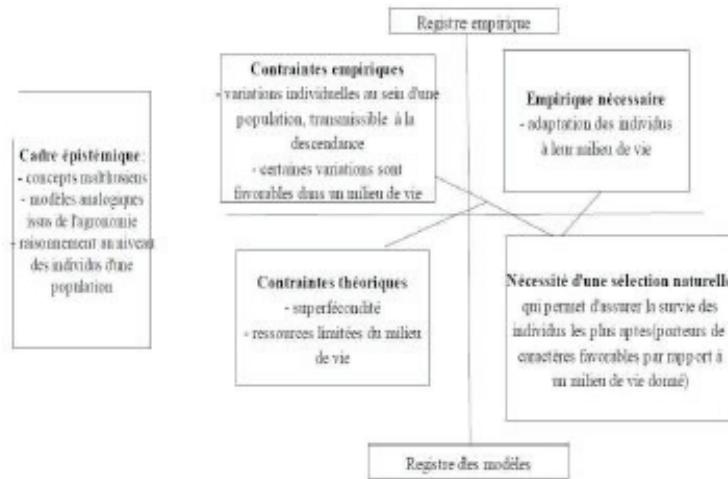 Registre empirique
Contraintes empiriques
- variations individuelles au sein d'une
population, transmissible à la
descendance
- certaines variations sont
favorables dans un milieu de vie
Empirique nécessaire
- adaptation des individus
à leur milieu de vie
Cadre épistémique:
- concepts malthusiens
- modèles analogiques
issus de l'agronomie
- raisonnement au niveau
des individus d'une
population
Contraintes théoriques
- superfécondité
- ressources limitées du milieu
de vie
Nécessité d'une sélection naturelle
qui permet d'assurer la survie des
individus les plus aptes(porteurs de
caractères favorables par rapport à
un milieu de vie donné)
Registre des modèles